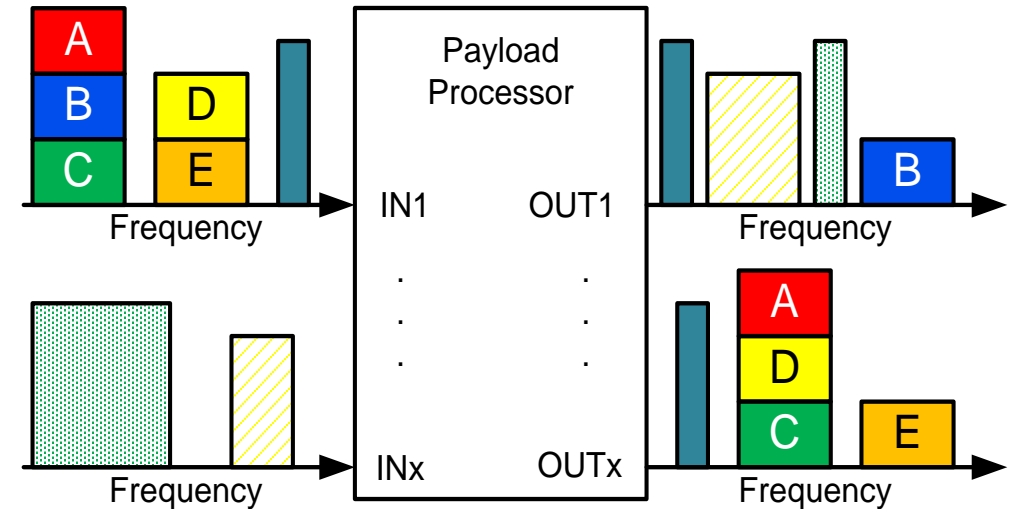 A
B
C
D
E
Frequency
Payload
Processor
IN1
OUT1
.
.
.
.
.
.
INx
OUTx
B
Frequency
Frequency
A
D
C
E
Frequency